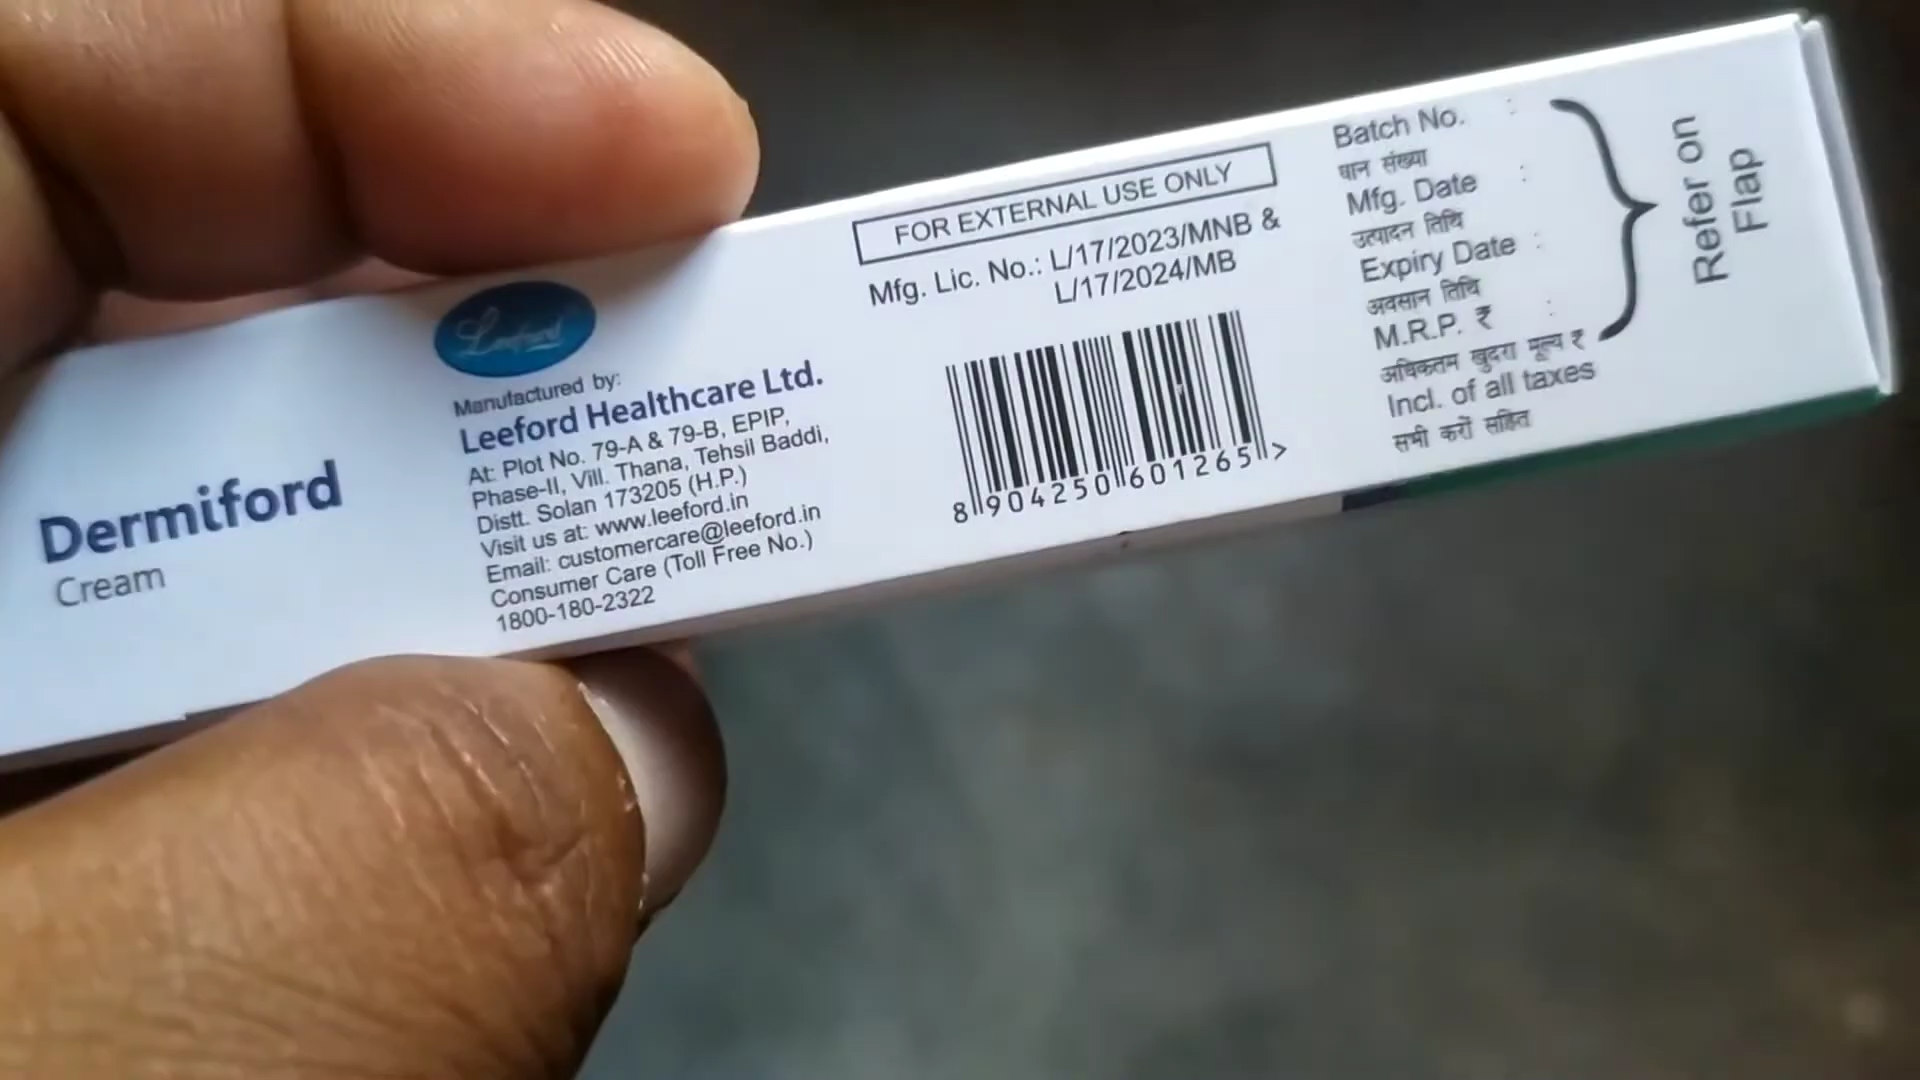 Dermiford
Cream
Leeford
Manufactured by:
Leeford Healthcare Ltd.
At: Plot No. 79-A & 79-B, EPIP,
Phase-II, Vill. Thana, Tehsil Baddi,
Distt. Solan 173205 (H.P.)
Visit us at: www.leeford.in
Email: customercare@leeford.in
Consumer Care (Toll Free No.)
1800-180-2322
FOR EXTERNAL USE ONLY
Mfg. Lic. No.: L/17/2023/MNB &
L/17/2024/MB
8 904250 601265 >
Batch No. :
घान संख्या
Mfg. Date :
उत्पादन तिथि
Expiry Date :
अवसान तिथि
M.R.P. ₹ :
अधिकतम खुदरा मूल्य ₹
Incl. of all taxes
सभी करों सहित
Refer on
Flap